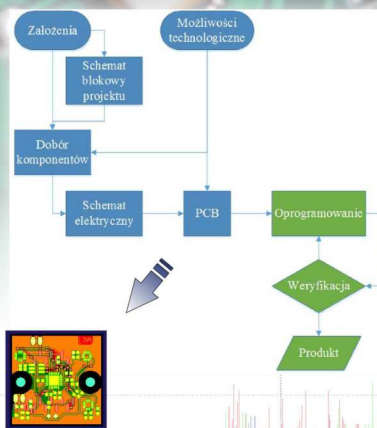 Założenia
Możliwości
technologiczne
Schemat
blokowy
projektu
Dobór
komponentów
Schemat
elektryczny
PCB
Oprogramowanie
Weryfikacja
Produkt